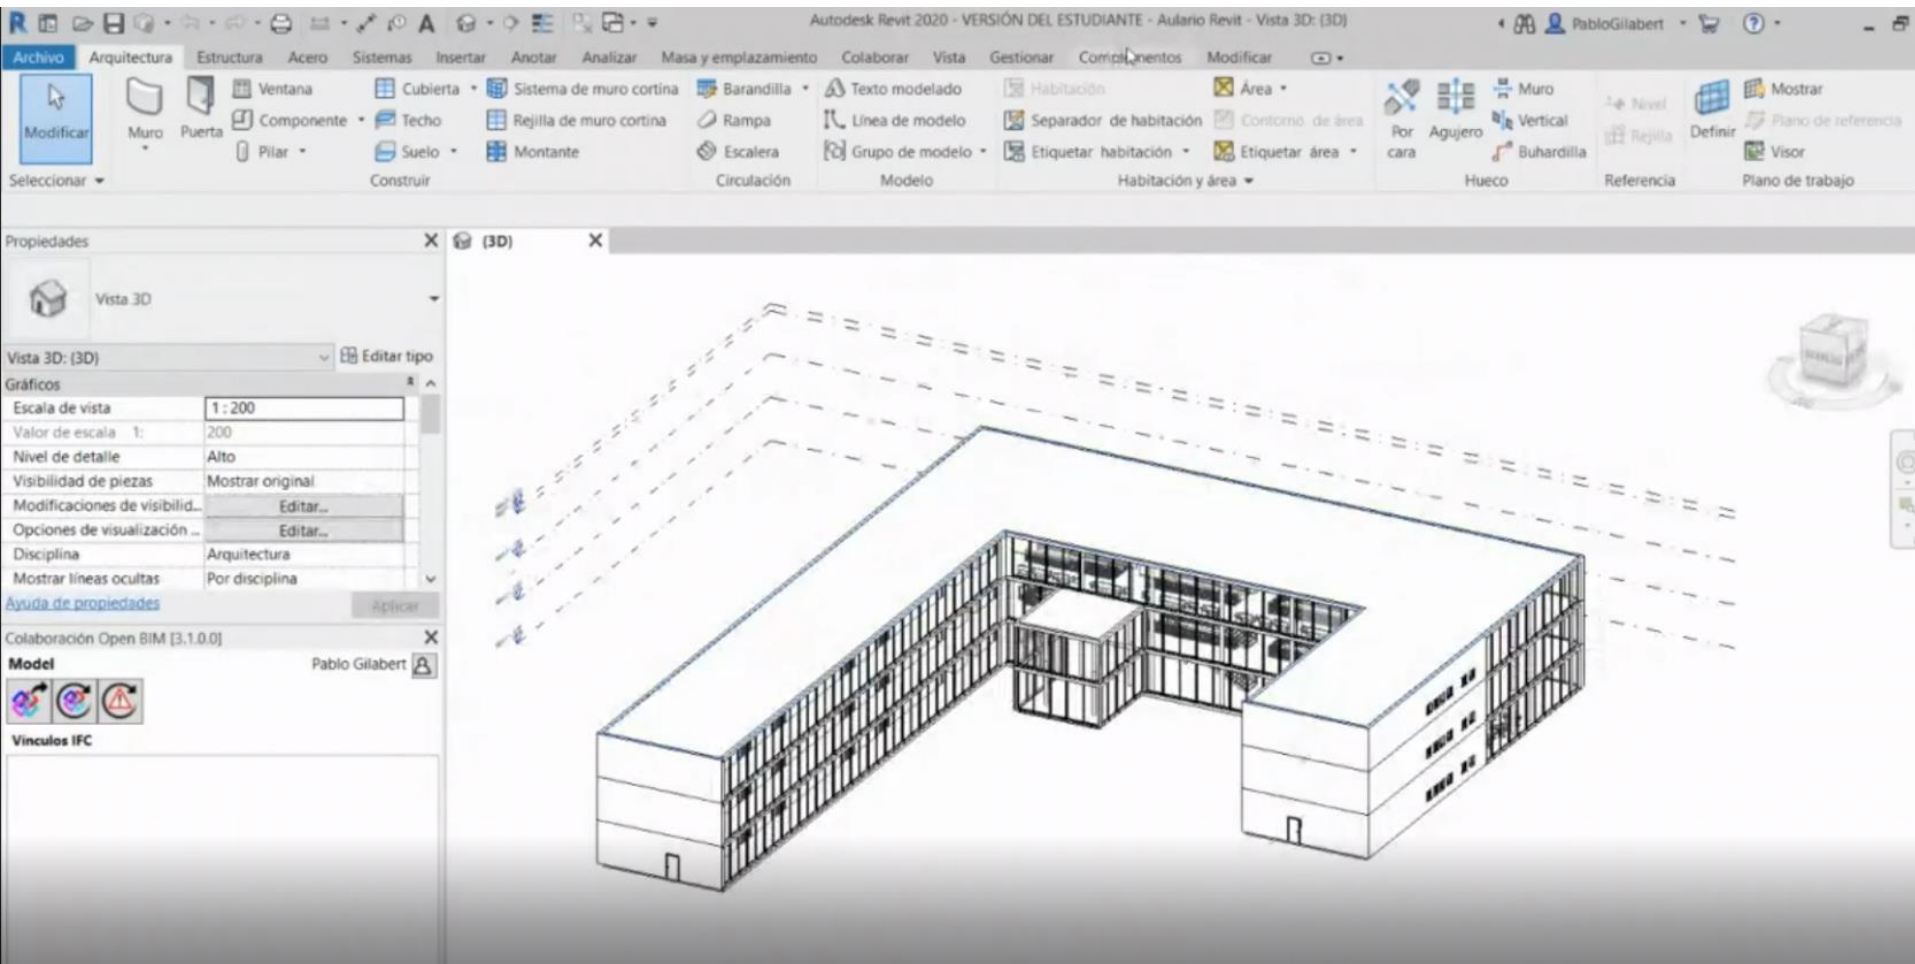 Autodesk Revit 2020 - VERSIÓN DEL ESTUDIANTE - Aulario Revit - Vista 3D: {3D}
PabloGilabert
Archivo Arquitectura Estructura Acero Sistemas Insertar Anotar Analizar Masa y emplazamiento Colaborar Vista Gestionar Complementos Modificar
Modificar
Seleccionar
Muro
Puerta
Ventana
Componente
Pilar
Cubierta
Techo
Suelo
Sistema de muro cortina
Rejilla de muro cortina
Montante
Construir
Barandilla
Rampa
Escalera
Circulación
Texto modelado
Línea de modelo
Grupo de modelo
Modelo
Habitación
Separador de habitación
Etiquetar habitación
Área
Contorno de área
Etiquetar área
Habitación y área
Por cara
Agujero
Muro
Vertical
Buhardilla
Hueco
Nivel
Rejilla
Referencia
Definir
Mostrar
Plano de referencia
Visor
Plano de trabajo
Propiedades
{3D}
Vista 3D
Vista 3D: {3D}
Editar tipo
Gráficos
Escala de vista 1 : 200
Valor de escala 1: 200
Nivel de detalle Alto
Visibilidad de piezas Mostrar original
Modificaciones de visibilid... Editar...
Opciones de visualización ... Editar...
Disciplina Arquitectura
Mostrar líneas ocultas Por disciplina
Ayuda de propiedades
Aplicar
Colaboración Open BIM [3.1.0.0]
Model
Pablo Gilabert
Vínculos IFC